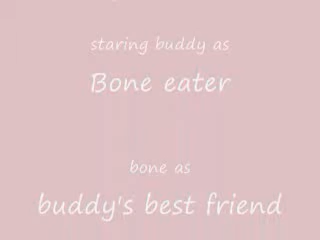 staring buddy as
Bone eater
bone as
buddy's best friend